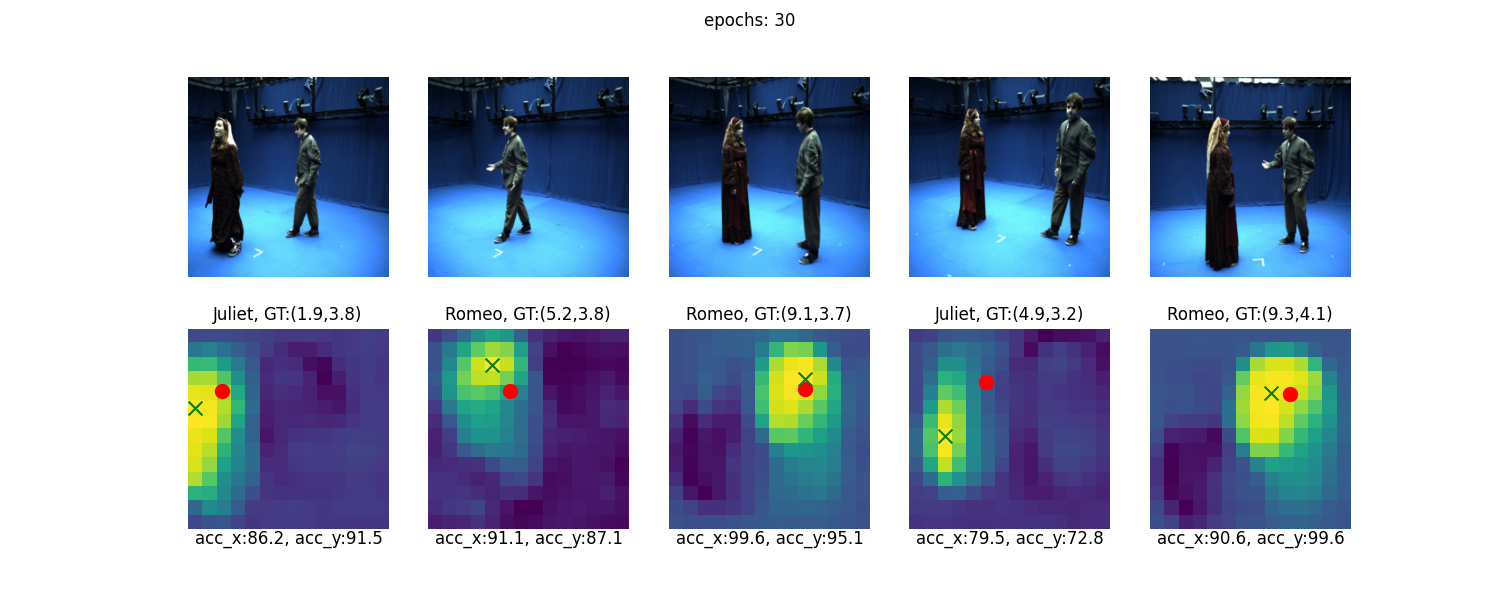 epochs: 30
Juliet, GT:(1.9,3.8)
Romeo, GT:(5.2,3.8)
Romeo, GT:(9.1,3.7)
Juliet, GT:(4.9,3.2)
Romeo, GT:(9.3,4.1)
acc_x:86.2, acc_y:91.5
acc_x:91.1, acc_y:87.1
acc_x:99.6, acc_y:95.1
acc_x:79.5, acc_y:72.8
acc_x:90.6, acc_y:99.6